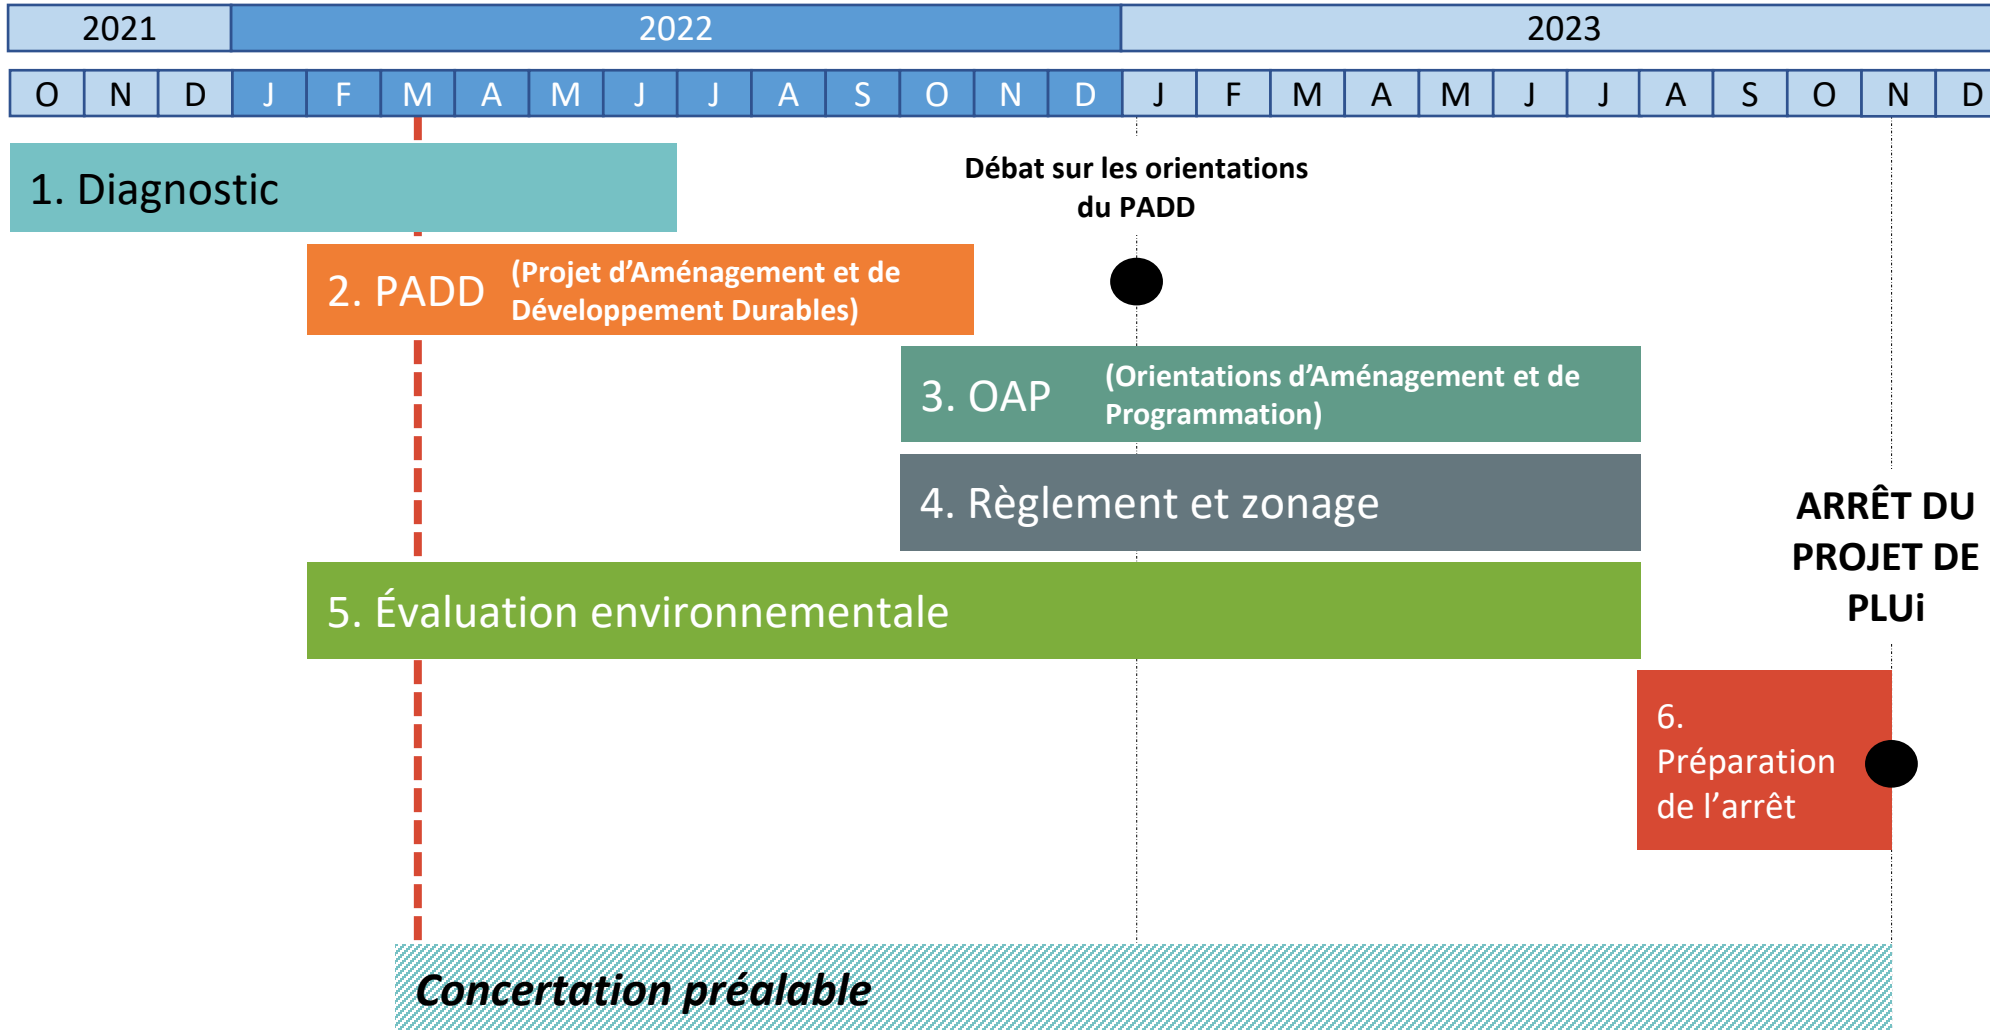 2021 2022 2023
O N D J F M A M J J A S O N D J F M A M J J A S O N D
Débat sur les orientations
du PADD
1. Diagnostic
2. PADD (Projet d'Aménagement et de
Développement Durables)
3. OAP (Orientations d'Aménagement et de
Programmation)
4. Règlement et zonage
ARRÊT DU
PROJET DE
PLUi
5. Évaluation environnementale
6.
Préparation
de l'arrêt
Concertation préalable